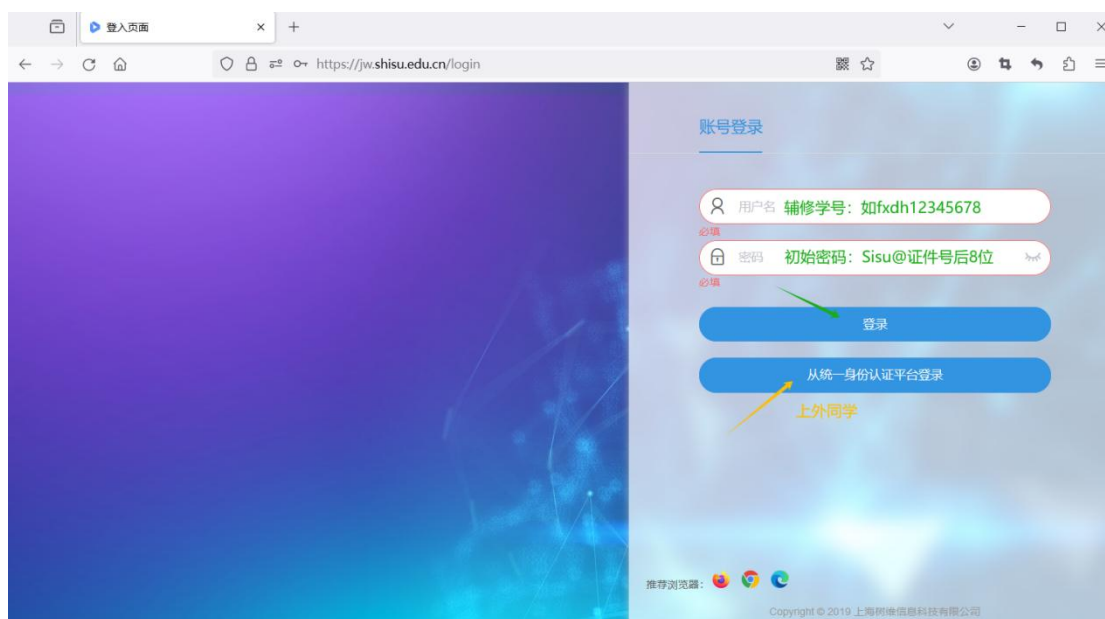 登入页面
https://jw.shisu.edu.cn/login
账号登录
用户名 辅修学号：如fxdh12345678
必填
密码 初始密码：Sisu@证件号后8位
必填
登录
从统一身份认证平台登录
上外同学
推荐浏览器：
Copyright © 2019 上海树维信息科技有限公司